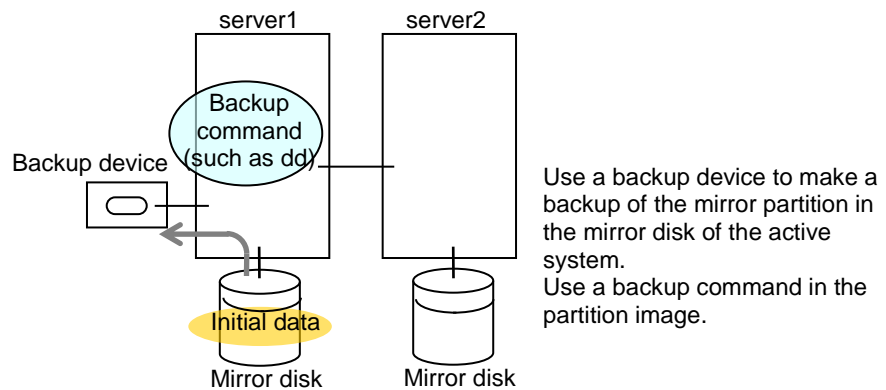 server1
server2
Backup
command
(such as dd)
Backup device
Use a backup device to make a
backup of the mirror partition in
the mirror disk of the active
system.
Use a backup command in the
partition image.
Initial data
Mirror disk
Mirror disk